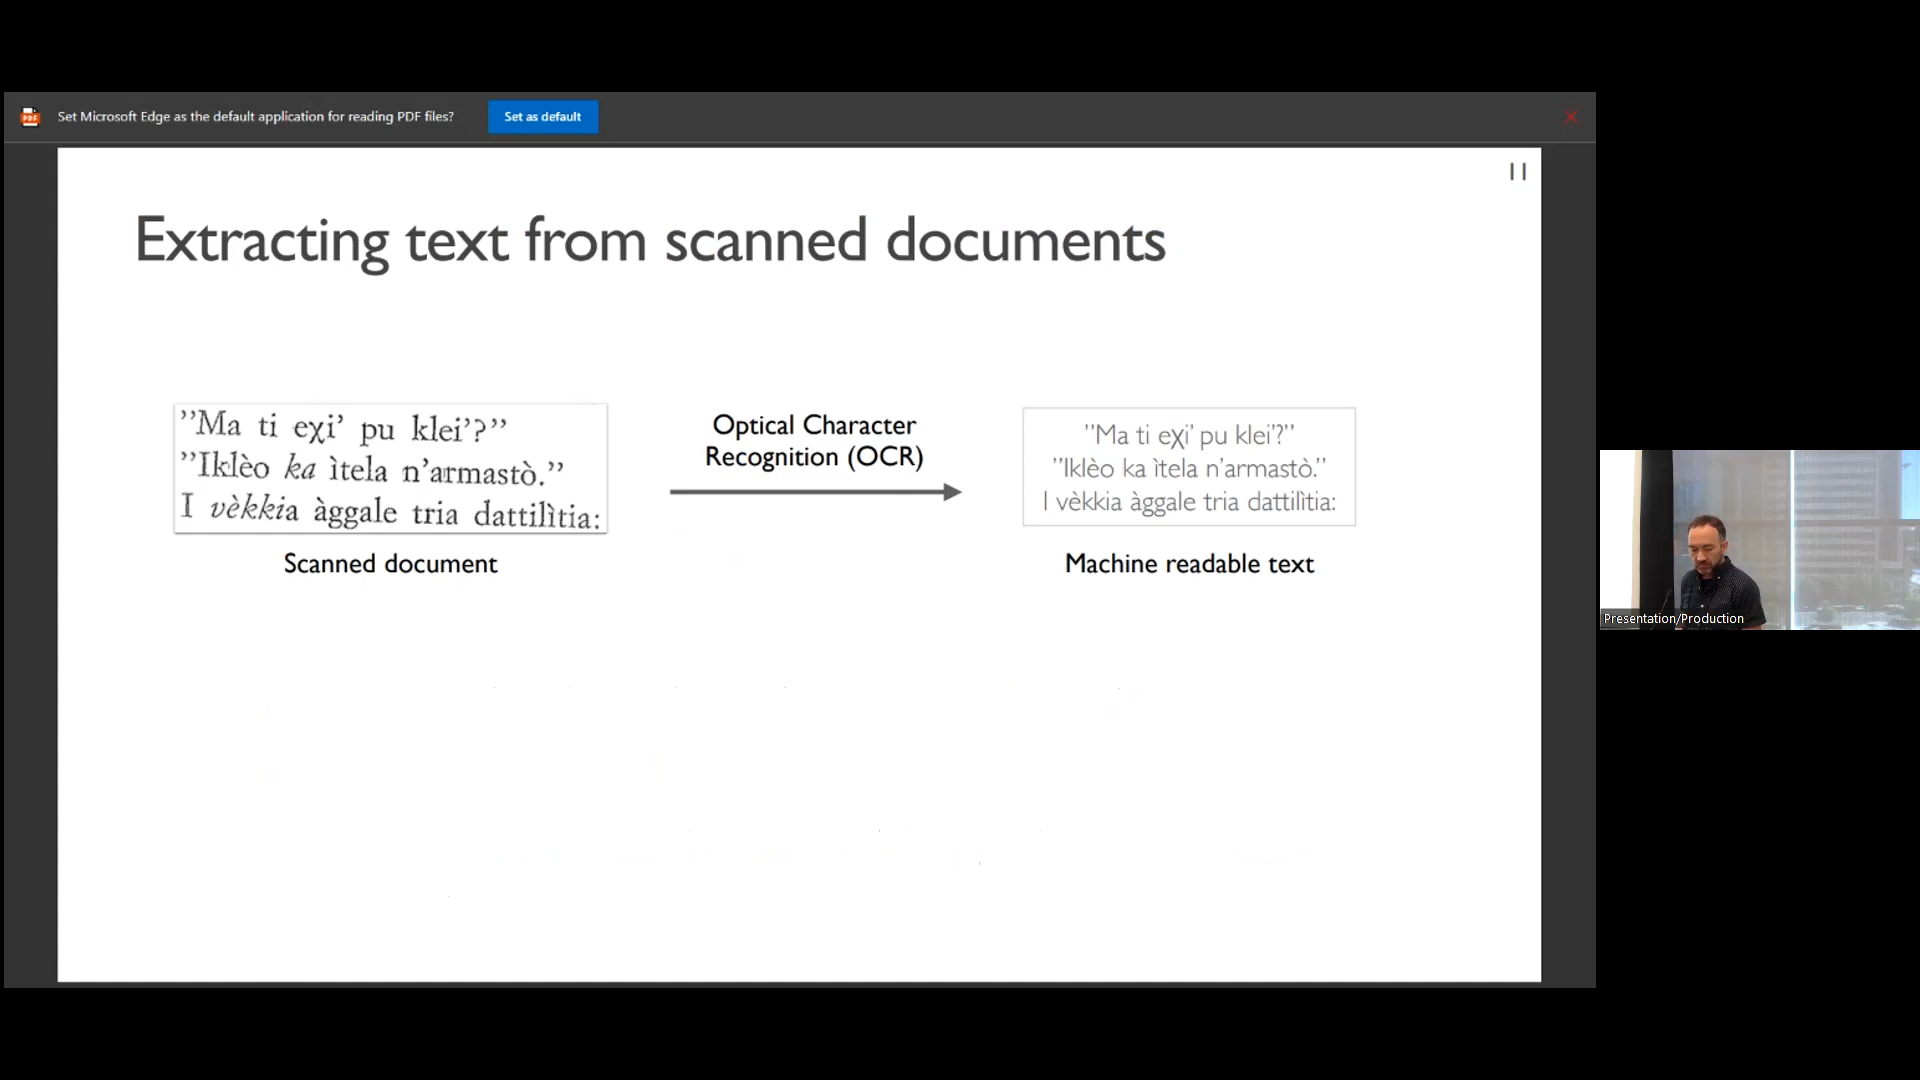 Set Microsoft Edge as the default application for reading PDF files?
Set as default
11
Extracting text from scanned documents
’’Ma ti eχi’ pu klei’?’’
’’Iklèo ka ìtela n’armastò.’’
I vèkkia àggale tria dattilìtia:
Scanned document
Optical Character
Recognition (OCR)
’’Ma ti eχi’ pu klei’?’’
’’Iklèo ka ìtela n’armastò.’’
I vèkkia àggale tria dattilìtia:
Machine readable text
Presentation/Production